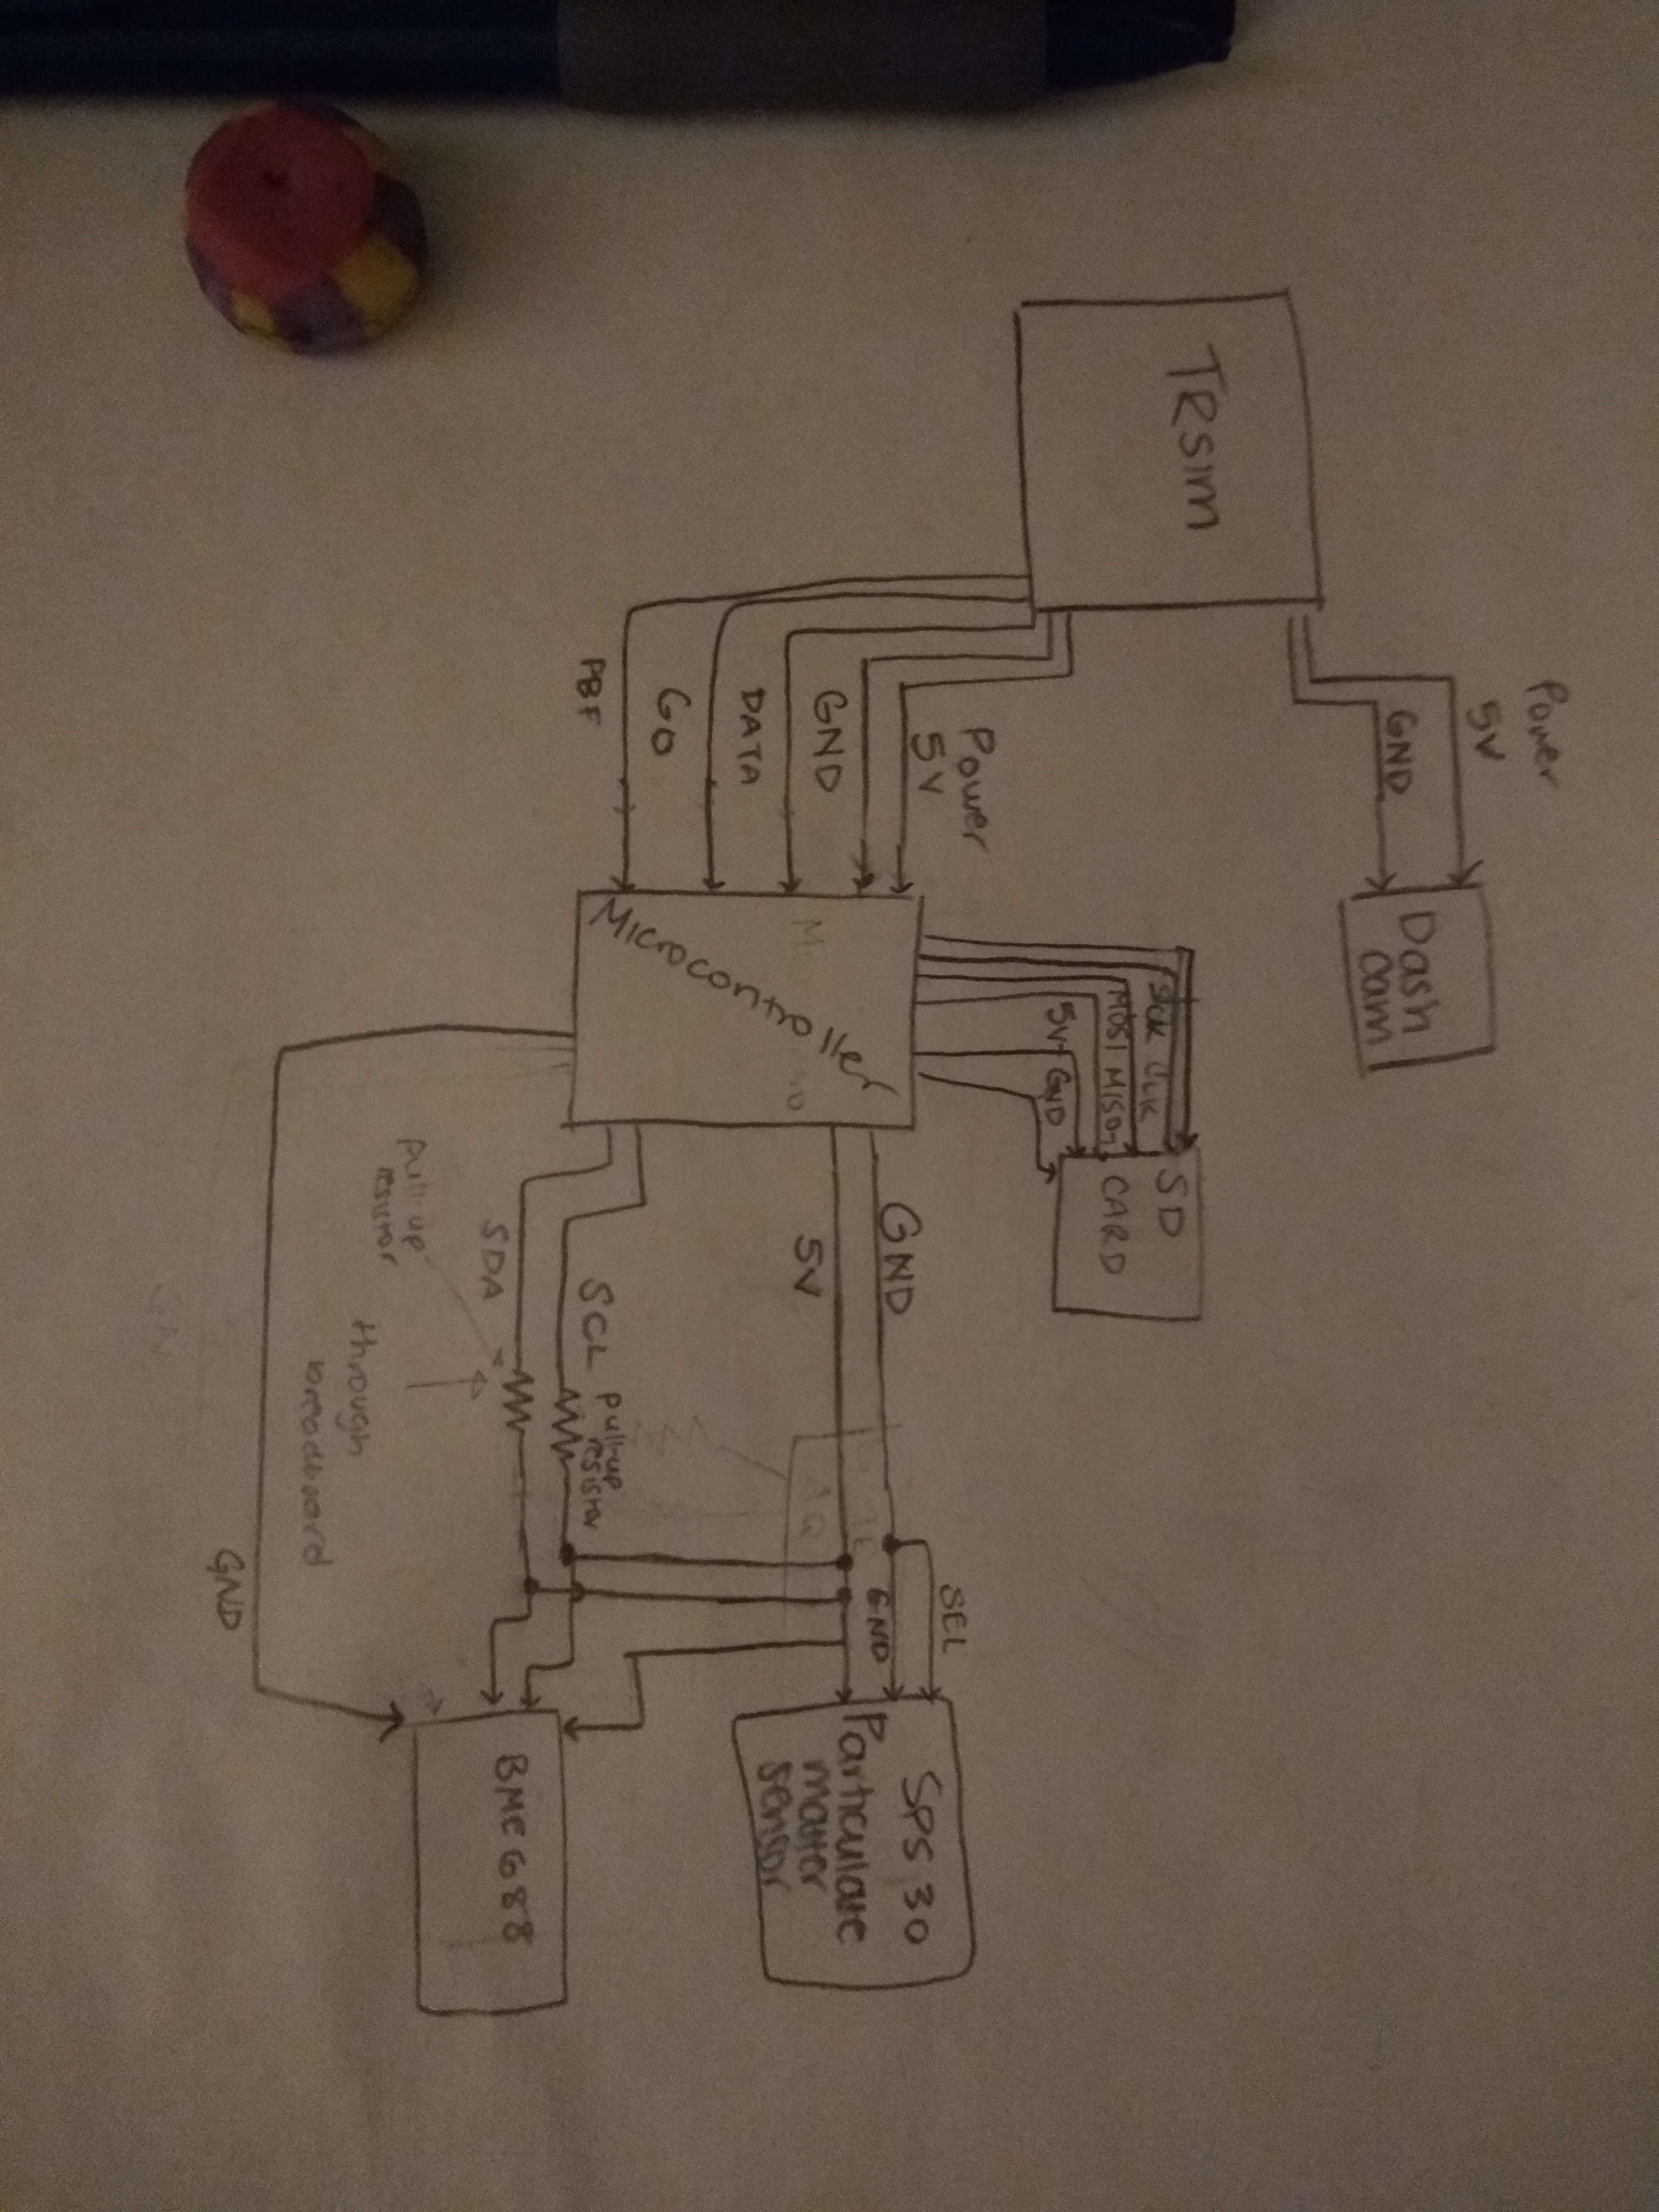 Power
5V
GND
Dash
cam
TEsim
Power
5V
GND
DATA
GO
PBF
SCK CLK
MOSI MISO
5V GND
SD
CARD
Microcontroller
GND
5V
SEL
GND
SCL pull-up
resistor
SDA
pull-up
resistor
through
breadboard
GND
SPS 30
Particulate
matter
sensor
BME 688